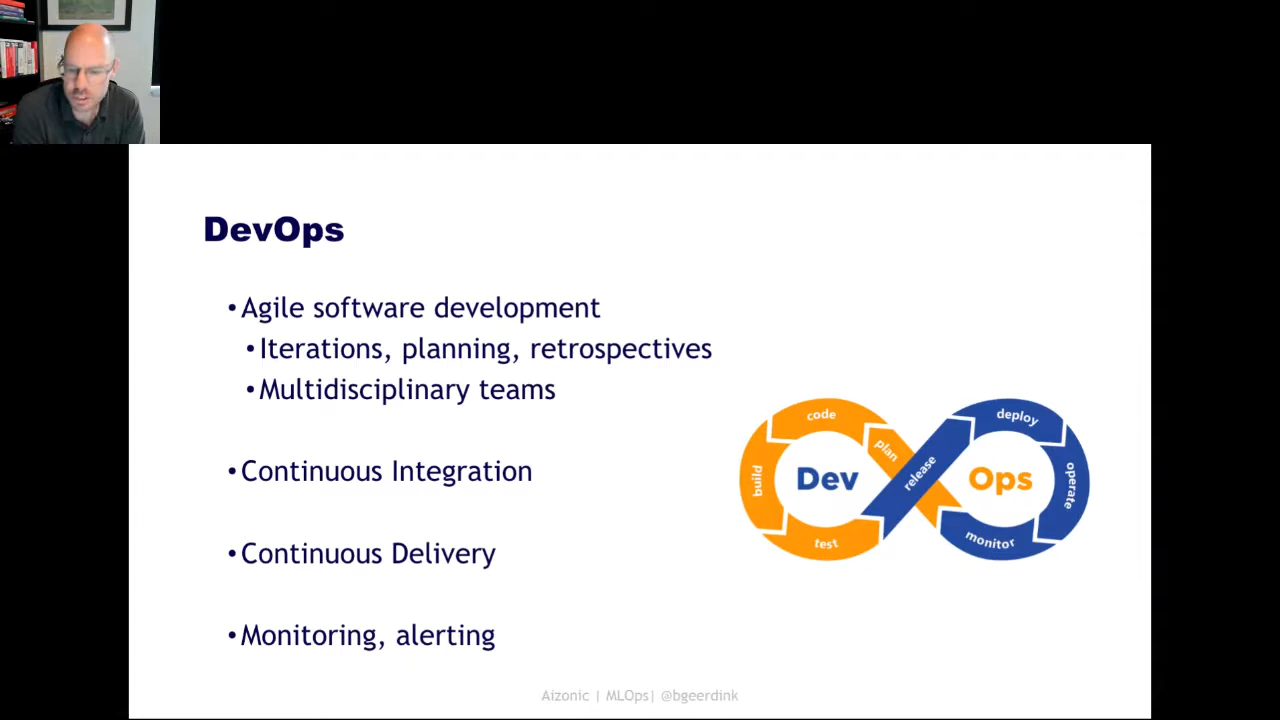 DevOps
• Agile software development
• Iterations, planning, retrospectives
• Multidisciplinary teams
• Continuous Integration
• Continuous Delivery
• Monitoring, alerting
code
plan
build
Dev
test
release
deploy
operate
Ops
monitor
Aizonic | MLOps| @bgeerdink